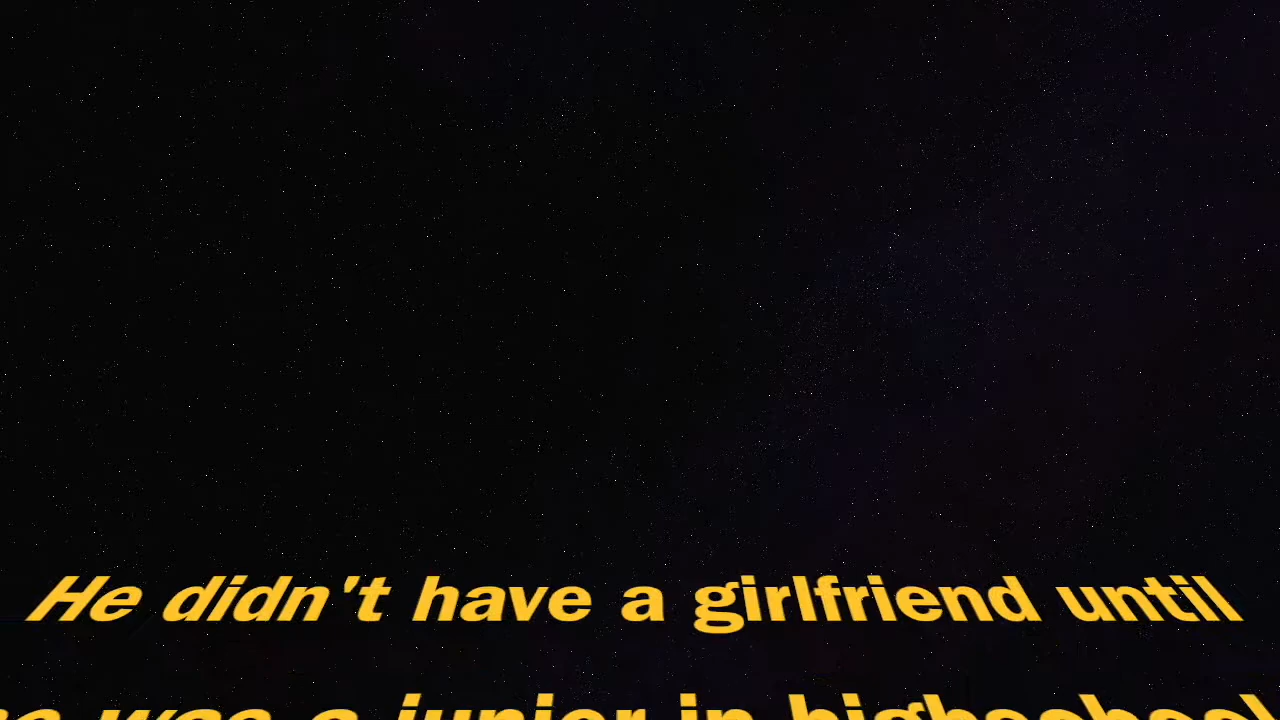 He didn't have a girlfriend until
was a junior in highschool